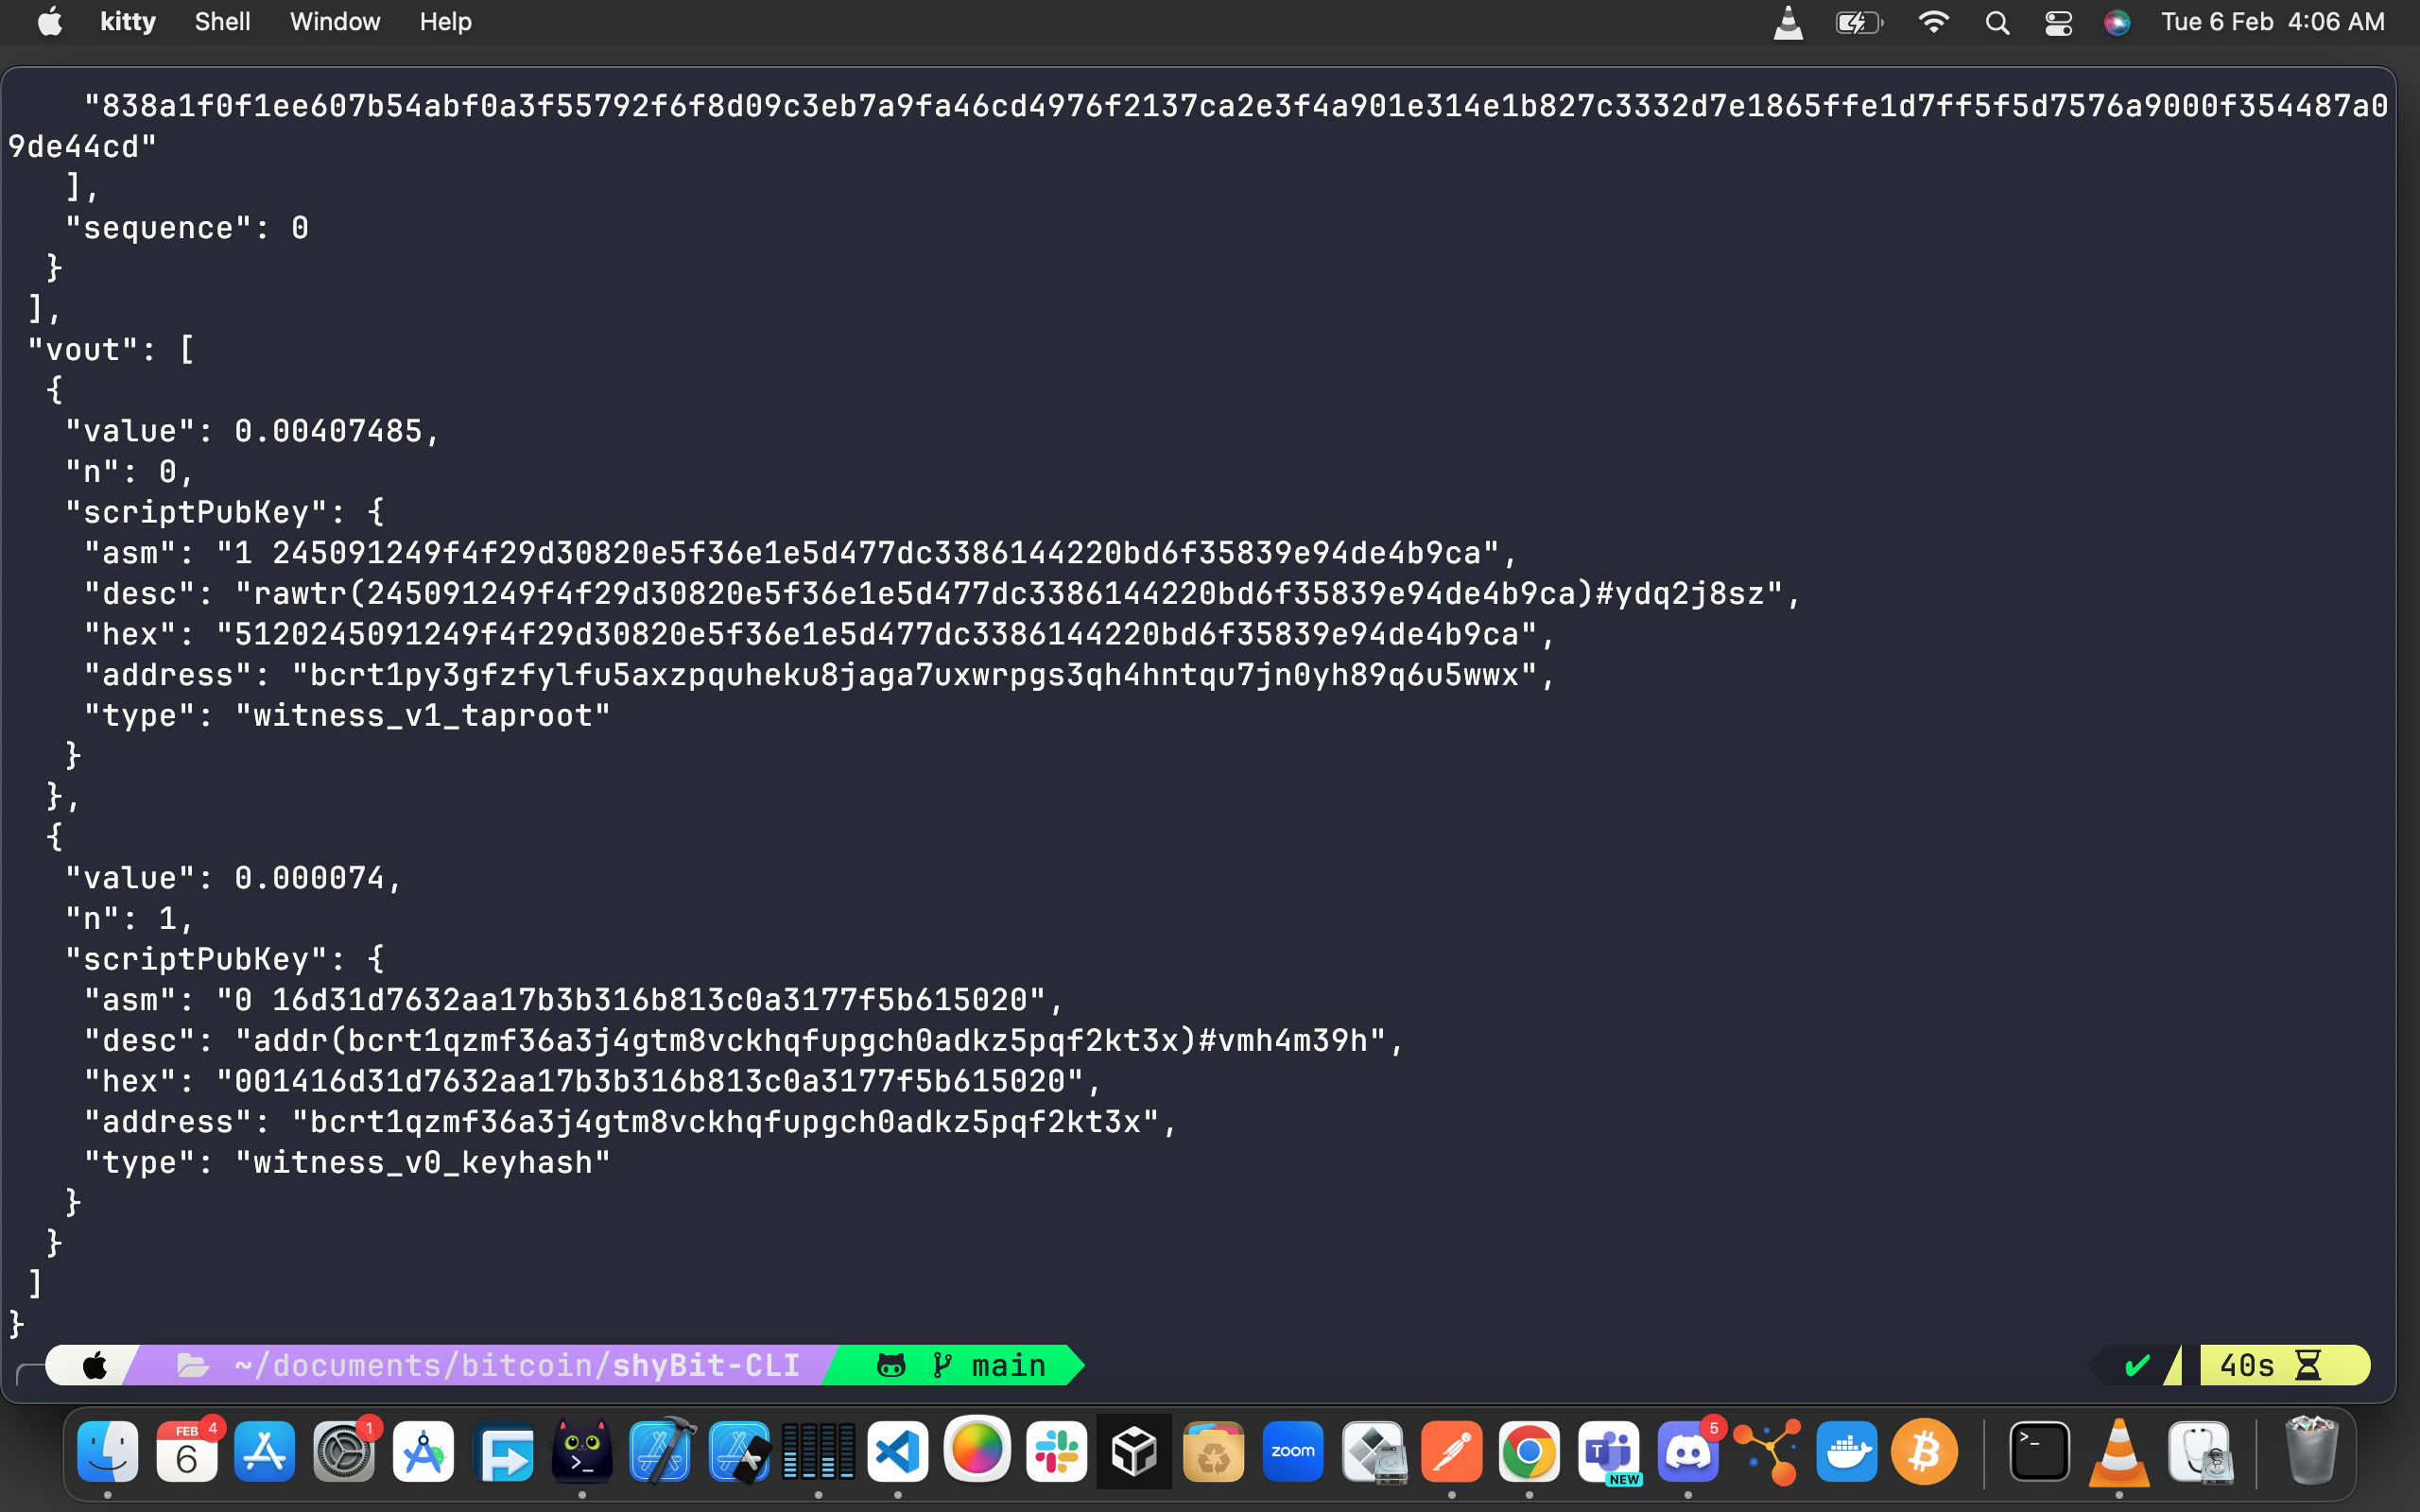 kitty Shell Window Help Tue 6 Feb 4:06 AM
"838a1f0f1ee607b54abf0a3f55792f6f8d09c3eb7a9fa46cd4976f2137ca2e3f4a901e314e1b827c3332d7e1865ffe1d7ff5f5d7576a9000f354487a0
9de44cd"
],
"sequence": 0
}
],
"vout": [
{
"value": 0.00407485,
"n": 0,
"scriptPubKey": {
"asm": "1 245091249f4f29d30820e5f36e1e5d477dc3386144220bd6f35839e94de4b9ca",
"desc": "rawtr(245091249f4f29d30820e5f36e1e5d477dc3386144220bd6f35839e94de4b9ca)#ydq2j8sz",
"hex": "5120245091249f4f29d30820e5f36e1e5d477dc3386144220bd6f35839e94de4b9ca",
"address": "bcrt1py3gfzfylfu5axzpquheku8jaga7uxwrpgs3qh4hntqu7jn0yh89q6u5wwx",
"type": "witness_v1_taproot"
}
},
{
"value": 0.000074,
"n": 1,
"scriptPubKey": {
"asm": "0 16d31d7632aa17b3b316b813c0a3177f5b615020",
"desc": "addr(bcrt1qzmf36a3j4gtm8vckhqfupgch0adkz5pqf2kt3x)#vmh4m39h",
"hex": "001416d31d7632aa17b3b316b813c0a3177f5b615020",
"address": "bcrt1qzmf36a3j4gtm8vckhqfupgch0adkz5pqf2kt3x",
"type": "witness_v0_keyhash"
}
}
]
}
~/documents/bitcoin/shyBit-CLI main ✔ 40s
FEB 6 4 1 >_ zoom T NEW 5 >_